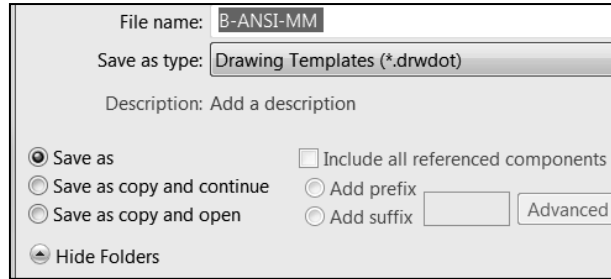 File name: B-ANSI-MM
Save as type: Drawing Templates (*.drwdot)
Description: Add a description
Save as
Include all referenced components
Save as copy and continue
Add prefix
Save as copy and open
Add suffix
Advanced
Hide Folders